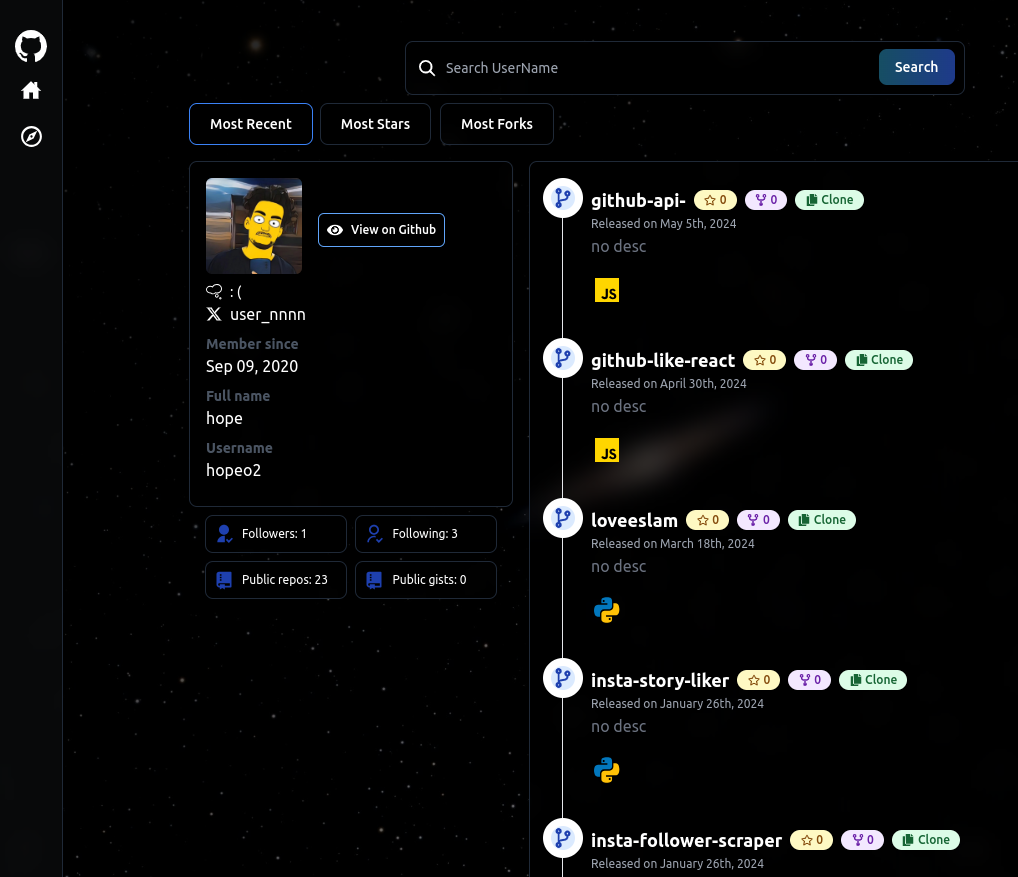 Search UserName
Search
Most Recent
Most Stars
Most Forks
View on Github
: (
user_nnnn
Member since
Sep 09, 2020
Full name
hope
Username
hopeo2
Followers: 1
Following: 3
Public repos: 23
Public gists: 0
github-api- 0 0 Clone
Released on May 5th, 2024
no desc
JS
github-like-react 0 0 Clone
Released on April 30th, 2024
no desc
JS
loveeslam 0 0 Clone
Released on March 18th, 2024
no desc
insta-story-liker 0 0 Clone
Released on January 26th, 2024
no desc
insta-follower-scraper 0 0 Clone
Released on January 26th, 2024